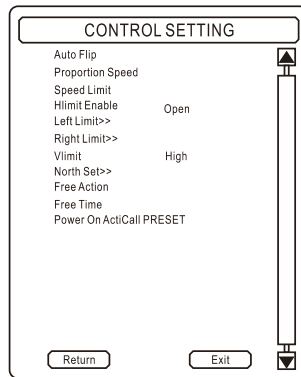 CONTROL SETTING
Auto Flip
Proportion Speed
Speed Limit
Hlimit Enable Open
Left Limit>>
Right Limit>>
Vlimit High
North Set>>
Free Action
Free Time
Power On ActiCall PRESET
Return Exit